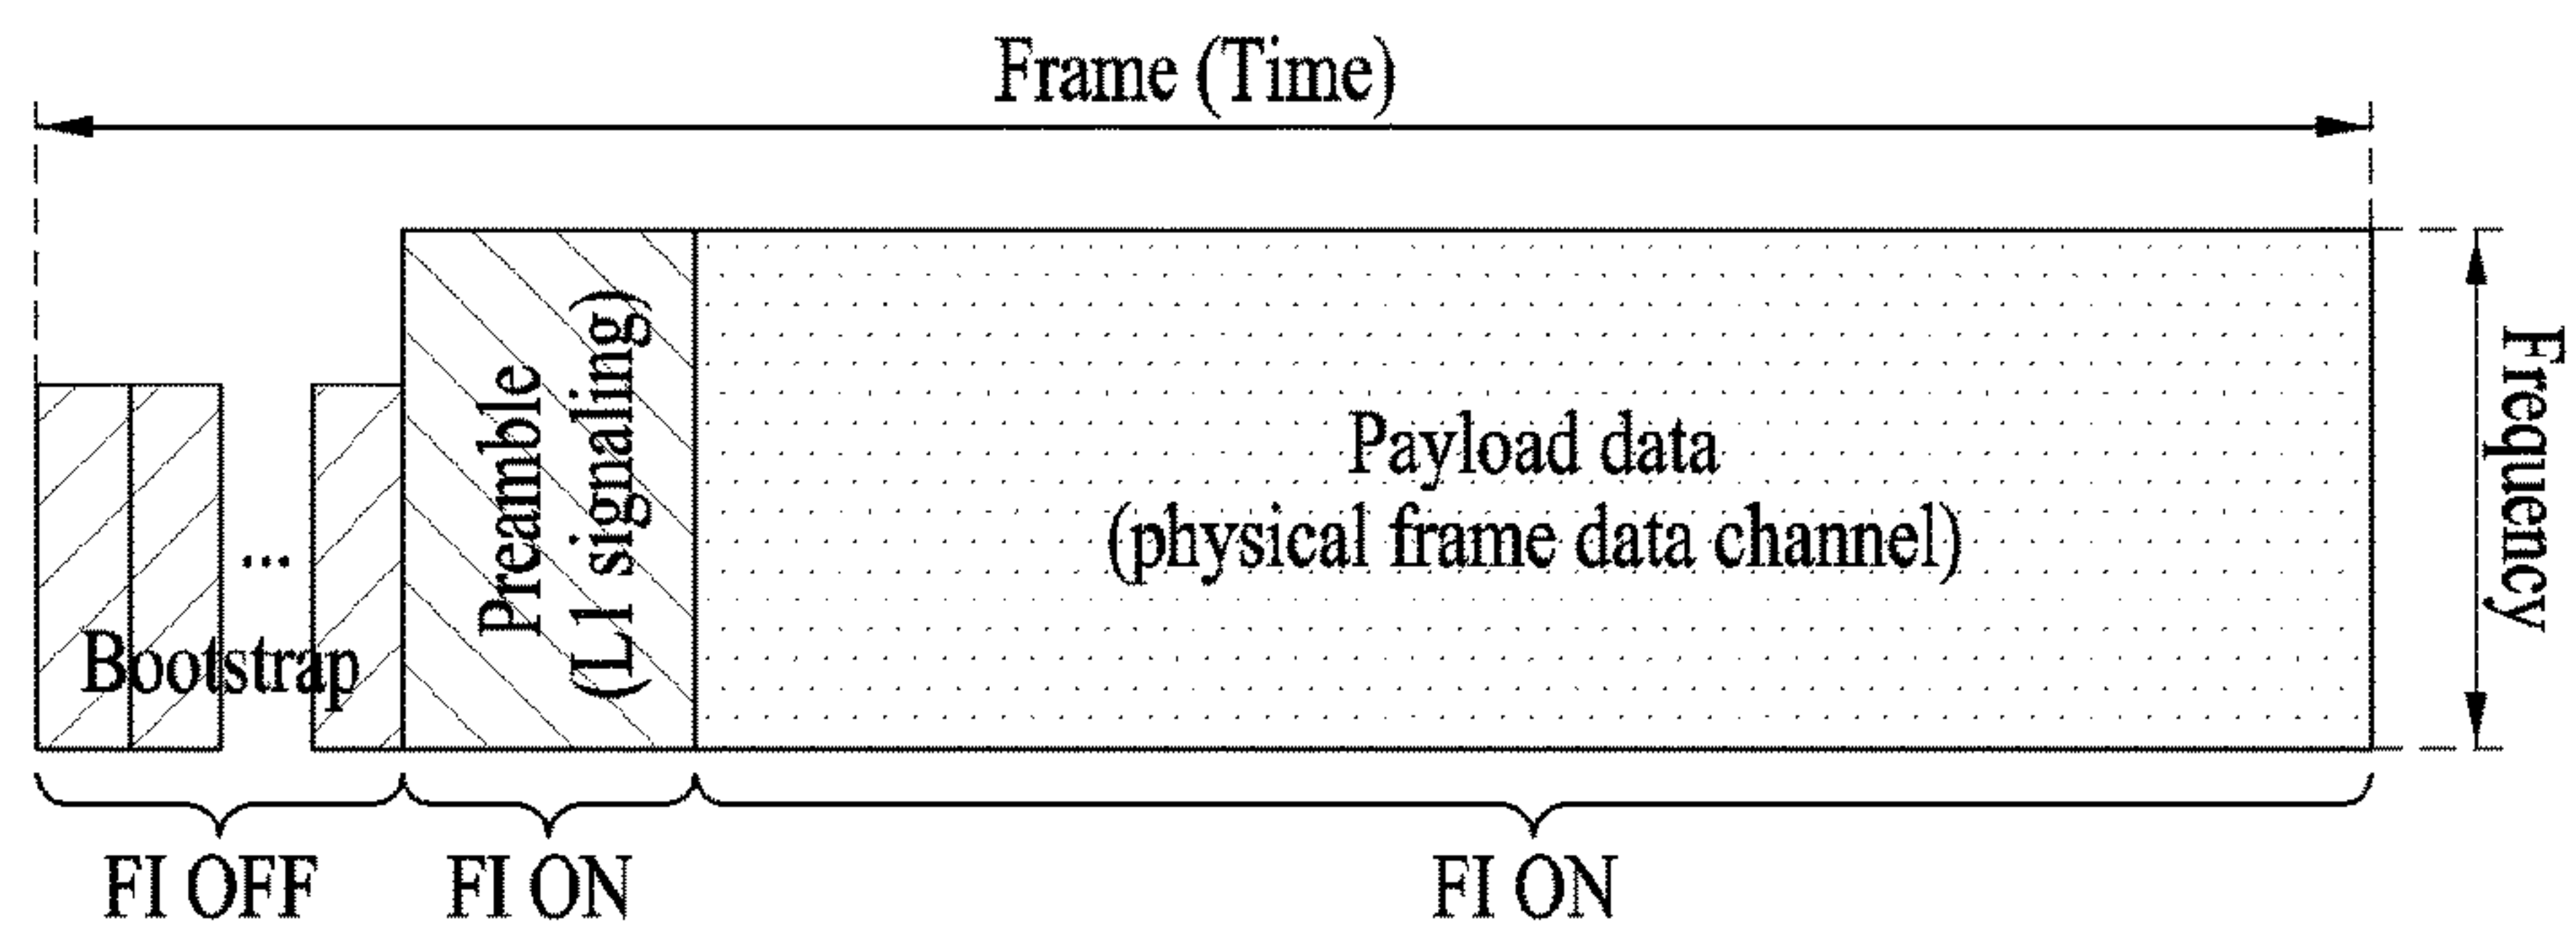 Frame (Time)
Bootstrap
...
Preamble
(L1 signaling)
Payload data
(physical frame data channel)
Frequency
FI OFF
FI ON
FI ON